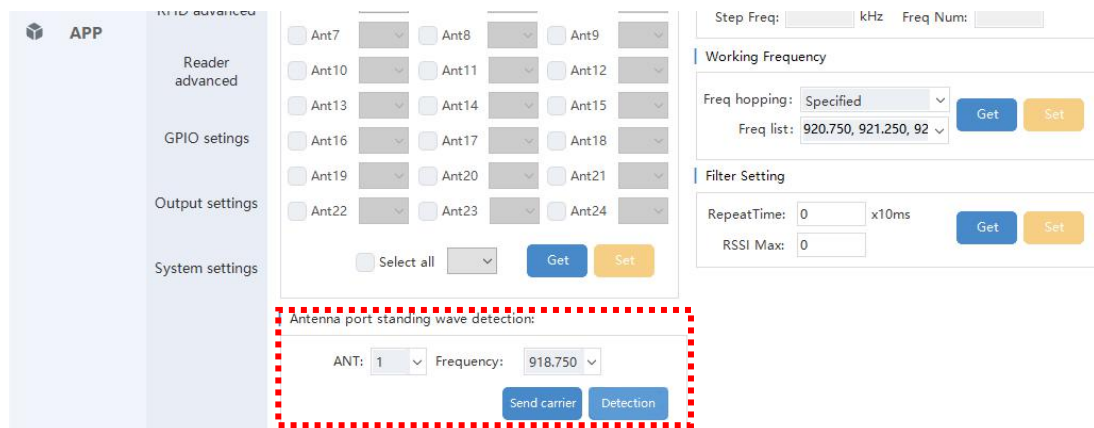 APP
RFID advanced
Reader
advanced
GPIO setings
Output settings
System settings
Ant7 Ant8 Ant9
Ant10 Ant11 Ant12
Ant13 Ant14 Ant15
Ant16 Ant17 Ant18
Ant19 Ant20 Ant21
Ant22 Ant23 Ant24
Select all Get Set
Antenna port standing wave detection:
ANT: 1 Frequency: 918.750
Send carrier Detection
Step Freq: kHz Freq Num:
Working Frequency
Freq hopping: Specified
Freq list: 920.750, 921.250, 92
Get Set
Filter Setting
RepeatTime: 0 x10ms
RSSI Max: 0
Get Set